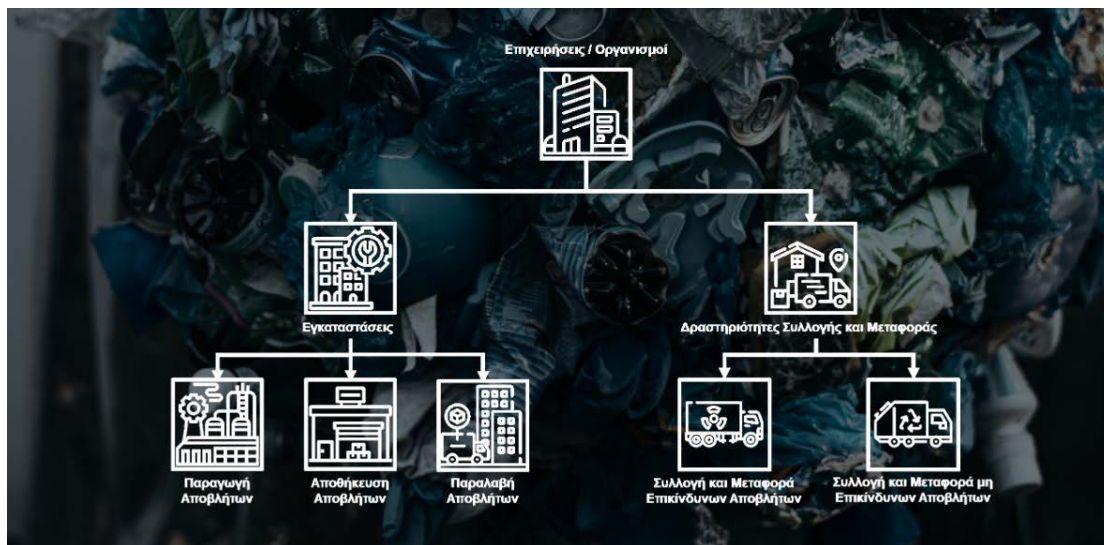 Επιχειρήσεις / Οργανισμοί
Εγκαταστάσεις
Δραστηριότητες Συλλογής και Μεταφοράς
Παραγωγή
Αποβλήτων
Αποθήκευση
Αποβλήτων
Παραλαβή
Αποβλήτων
Συλλογή και Μεταφορά
Επικίνδυνων Αποβλήτων
Συλλογή και Μεταφορά μη
Επικίνδυνων Αποβλήτων